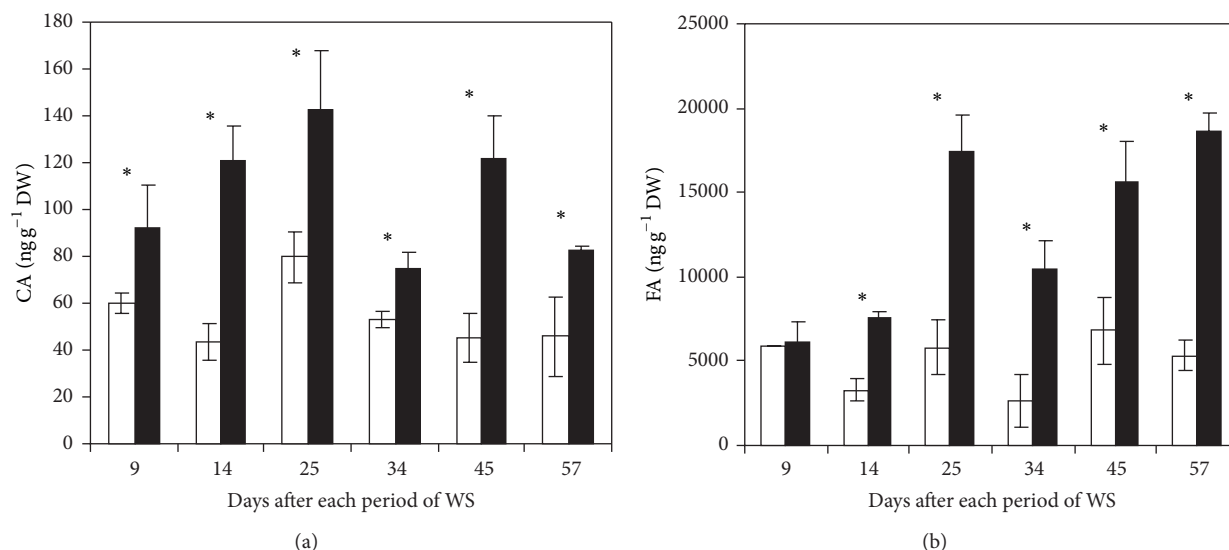 180
160
140
120
100
80
60
40
20
0
CA (ng g⁻¹ DW)
* * * * * *
9 14 25 34 45 57
Days after each period of WS
(a)
25000
20000
15000
10000
5000
0
FA (ng g⁻¹ DW)
* * * * *
9 14 25 34 45 57
Days after each period of WS
(b)